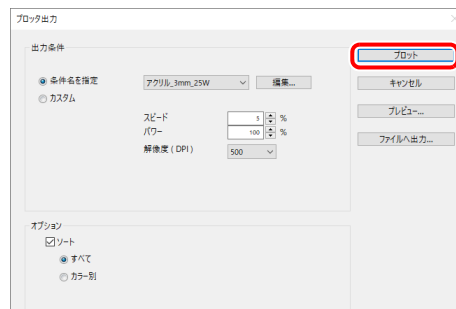 プロッタ出力
出力条件
プロット
条件名を指定
アクリル_3mm_25W
編集...
キャンセル
カスタム
プレビュー...
スピード
5
%
パワー
100
%
ファイルへ出力...
解像度 ( DPI )
500
オプション
ソート
すべて
カラー別